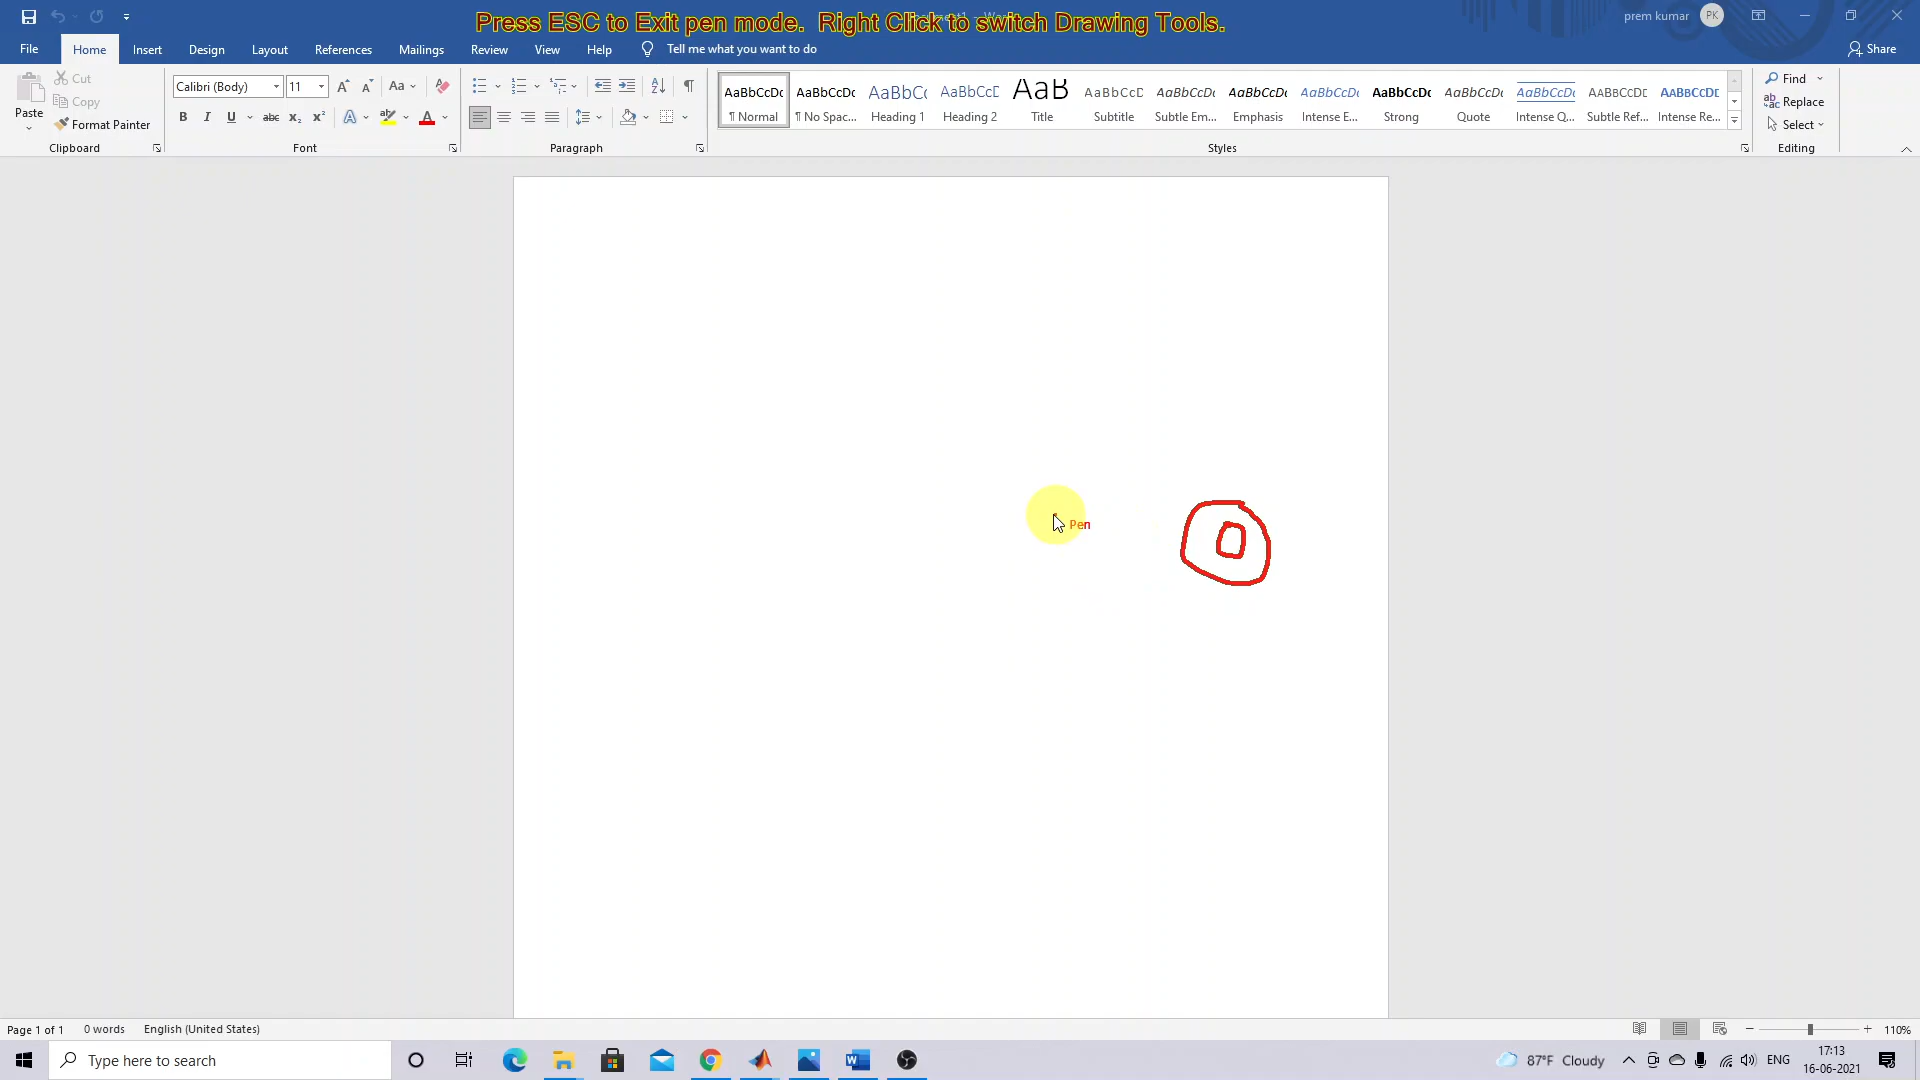 Press ESC to Exit pen mode. Right Click to switch Drawing Tools.
prem kumar PK
File Home Insert Design Layout References Mailings Review View Help Tell me what you want to do Share
Paste
Cut
Copy
Format Painter
Clipboard
Calibri (Body) 11
Font
Paragraph
AaBbCcDc AaBbCcDc AaBbC( AaBbCcD AaB AaBbCcD AaBbCcDc AaBbCcDc AaBbCcDc AaBbCcDc AaBbCcDc AaBbCcDc AABBCCDD AABBCCDD
¶ Normal ¶ No Spac... Heading 1 Heading 2 Title Subtitle Subtle Em... Emphasis Intense E... Strong Quote Intense Q... Subtle Ref... Intense Re...
Styles
Find
Replace
Select
Editing
Pen
Page 1 of 1 0 words English (United States) 110%
Type here to search
87°F Cloudy ENG
17:13
16-06-2021